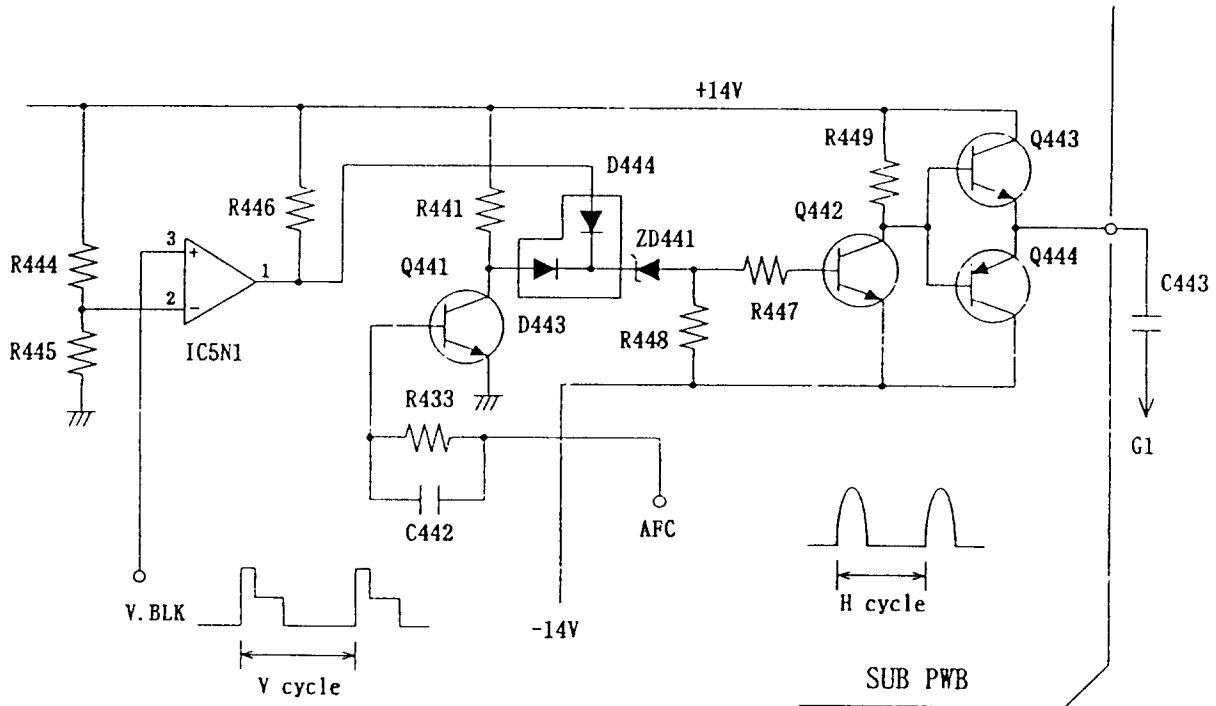 +14V
R449
Q443
D444
R446
R441
Q442
ZD441
3
+
R444
1
Q441
Q444
C443
2
-
R447
D443
R448
R445
IC5N1
R433
G1
C442
AFC
H cycle
V.BLK
-14V
V cycle
SUB PWB